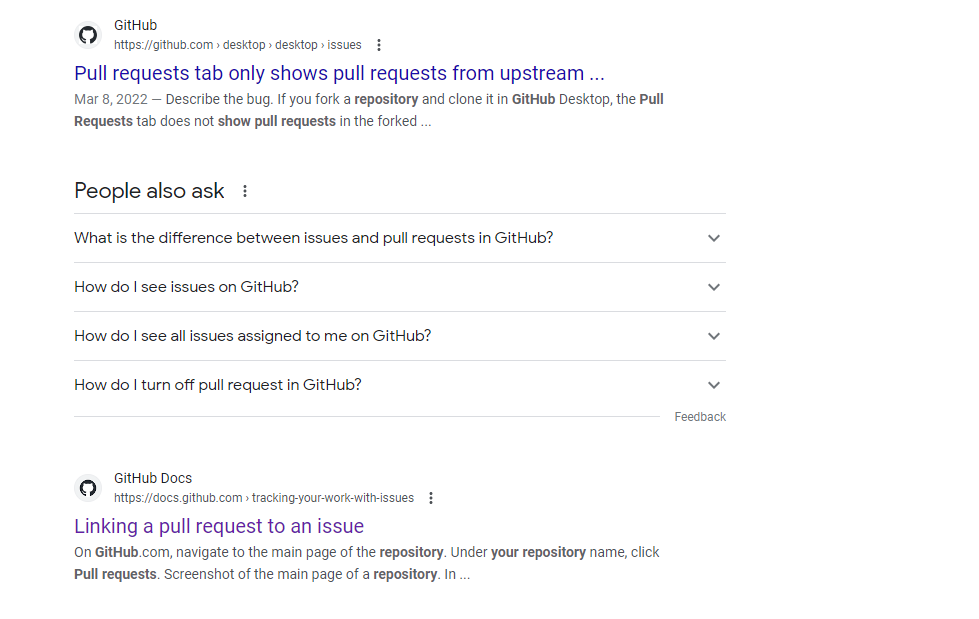 GitHub
https://github.com › desktop › desktop › issues
Pull requests tab only shows pull requests from upstream ...
Mar 8, 2022 — Describe the bug. If you fork a repository and clone it in GitHub Desktop, the Pull
Requests tab does not show pull requests in the forked ...
People also ask
What is the difference between issues and pull requests in GitHub?
How do I see issues on GitHub?
How do I see all issues assigned to me on GitHub?
How do I turn off pull request in GitHub?
Feedback
GitHub Docs
https://docs.github.com › tracking-your-work-with-issues
Linking a pull request to an issue
On GitHub.com, navigate to the main page of the repository. Under your repository name, click
Pull requests. Screenshot of the main page of a repository. In ...